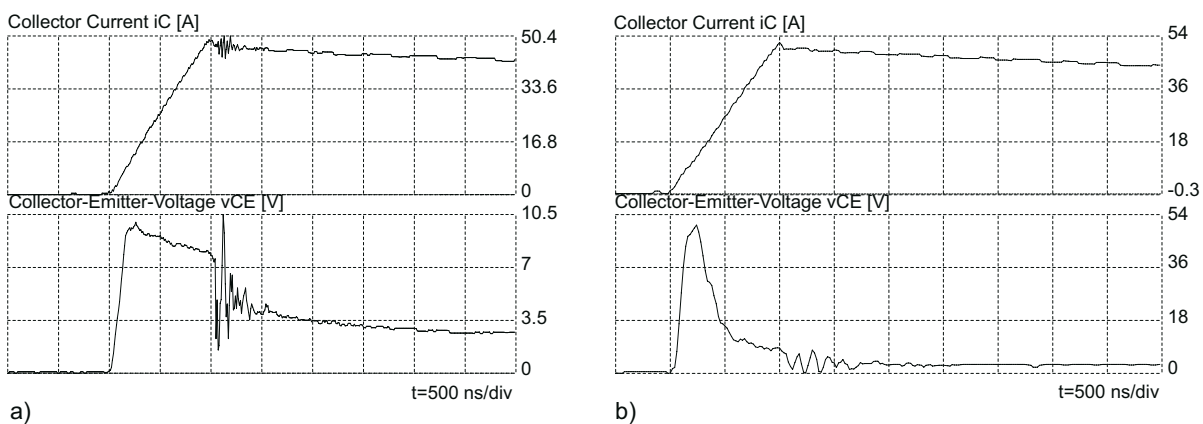 Collector Current iC [A]
50.4
33.6
16.8
0
Collector-Emitter-Voltage vCE [V]
10.5
7
3.5
0
t=500 ns/div
a)
Collector Current iC [A]
54
36
18
-0.3
Collector-Emitter-Voltage vCE [V]
54
36
18
0
t=500 ns/div
b)